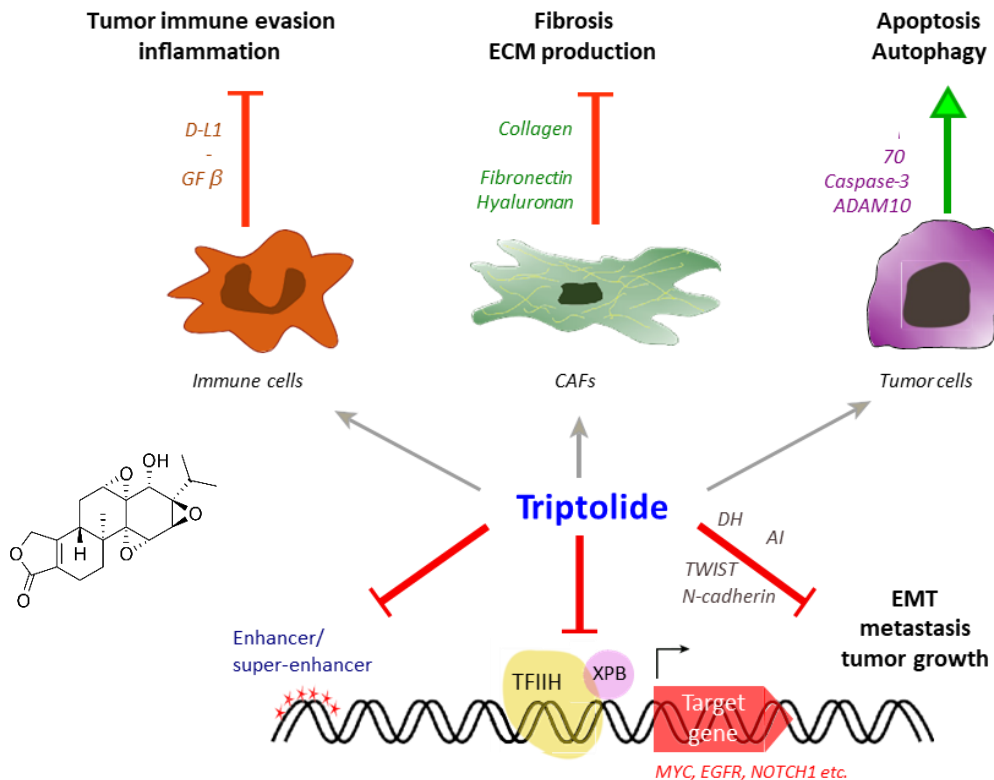 Tumor immune evasion
inflammation
Fibrosis
ECM production
Apoptosis
Autophagy
D-L1
-
GF β
Collagen
Fibronectin
Hyaluronan
70
Caspase-3
ADAM10
Immune cells
CAFs
Tumor cells
OH
O
O
O
H
O
O
Triptolide
DH
AI
TWIST
N-cadherin
EMT
metastasis
tumor growth
Enhancer/
super-enhancer
TFIIH
XPB
Target
gene
MYC, EGFR, NOTCH1 etc.